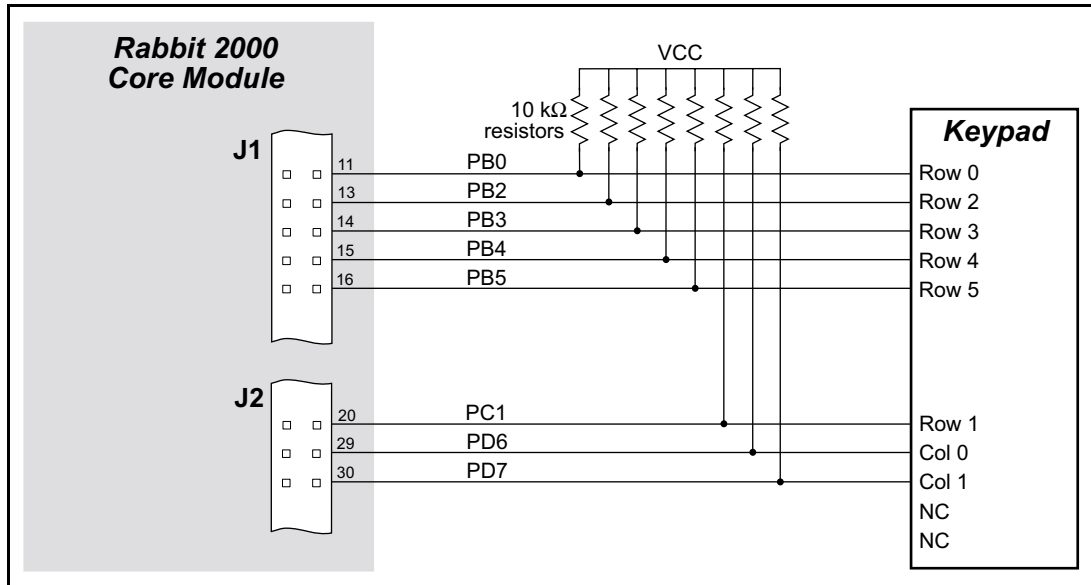 Rabbit 2000
Core Module
VCC
10 kΩ
resistors
Keypad
J1
11 PB0 Row 0
13 PB2 Row 2
14 PB3 Row 3
15 PB4 Row 4
16 PB5 Row 5
J2
20 PC1 Row 1
29 PD6 Col 0
30 PD7 Col 1
NC
NC